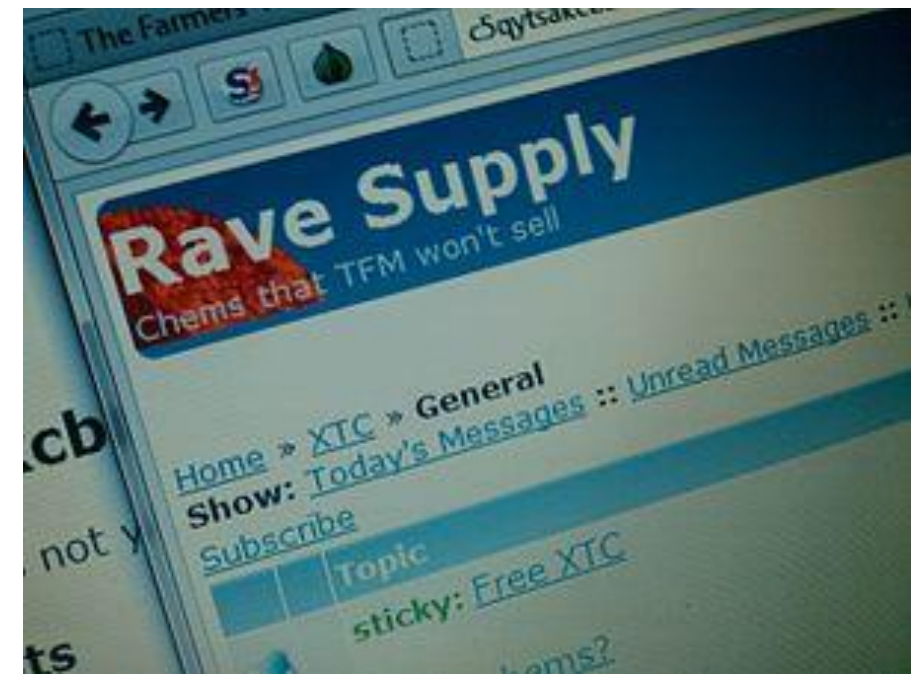 The Farmers
c5qytsakcb
Rave Supply
Chems that TFM won't sell
Home » XTC » General
Show: Today's Messages :: Unread Messages ::
Subscribe
Topic
sticky: Free XTC
cb
not y
ts